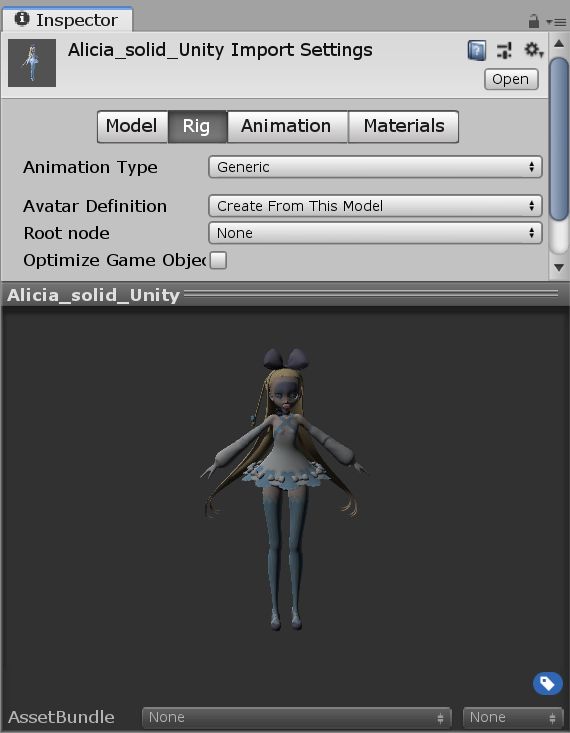 Inspector
Alicia_solid_Unity Import Settings
Open
Model Rig Animation Materials
Animation Type Generic
Avatar Definition Create From This Model
Root node None
Optimize Game Objec
Alicia_solid_Unity
AssetBundle None None